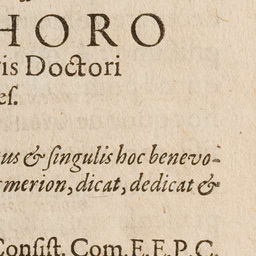 HORO
is Doctori
es.
us & singulis hoc benevo-
merion, dicat, dedicat &
Consist. Com. F. F. P. C.